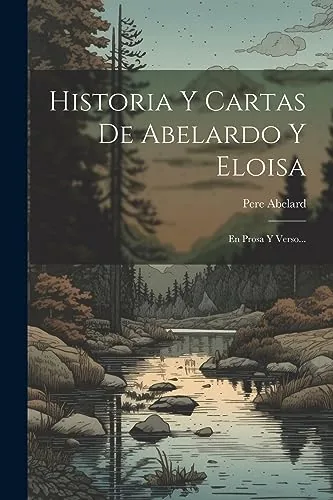 HISTORIA Y CARTAS
DE ABELARDO Y
ELOISA
Pere Abelard
En Prosa Y Verso...